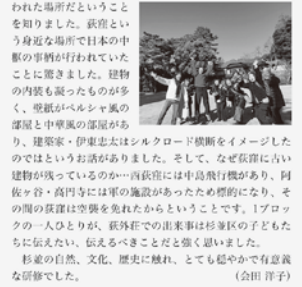 われた場所だということ
を知りました。荻窪とい
う身近な場所で日本の中
枢の事柄が行われていた
ことに驚きました。建物
の内装も凝ったものが多
く、壁紙がペルシャ風の
部屋と中華風の部屋があ
り、建築家・伊東忠太はシルクロード横断をイメージした
のではというお話がありました。そして、なぜ荻窪に古い
建物が残っているのか…西荻窪には中島飛行機があり、阿
佐ヶ谷・高円寺には軍の施設があったため標的になり、そ
の間の荻窪は空襲を免れたからということです。1ブロッ
クの一人ひとりが、荻外荘での出来事は杉並区の子どもた
ちに伝えたい、伝えるべきことだと強く思いました。
杉並の自然、文化、歴史に触れ、とても穏やかで有意義
な研修でした。 (会田 洋子)